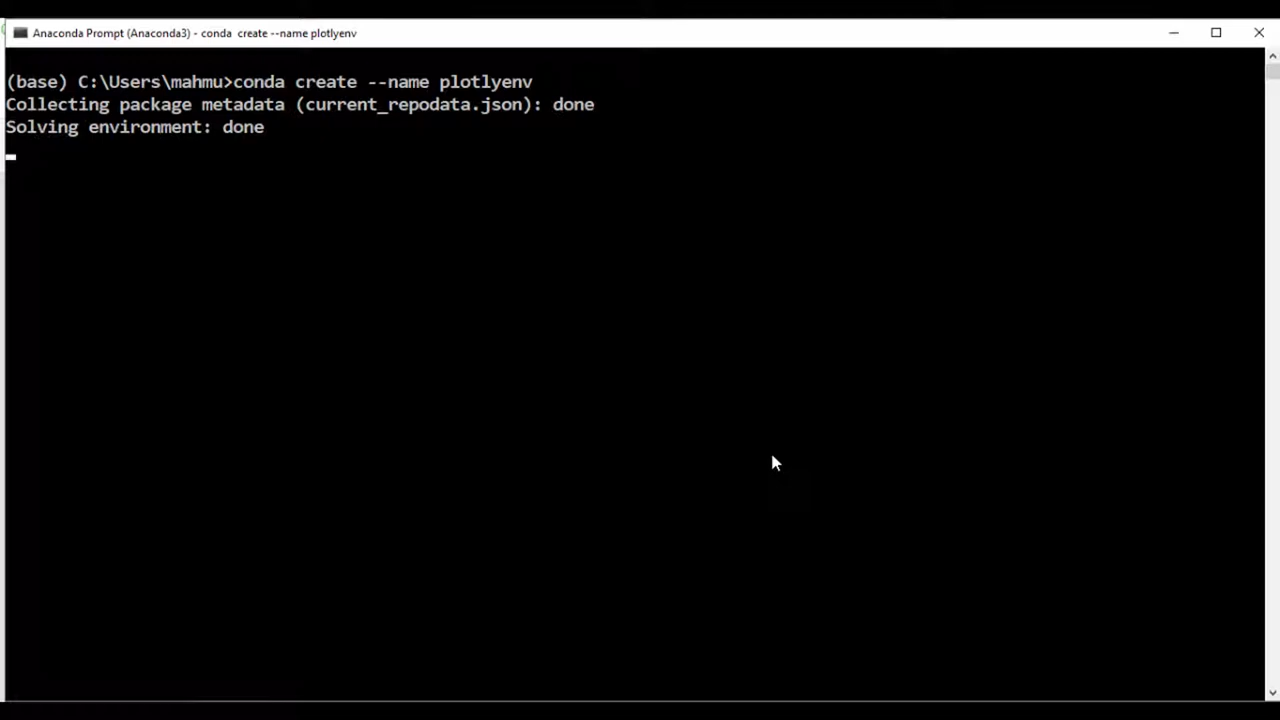 Anaconda Prompt (Anaconda3) - conda  create --name plotlyenv
(base) C:\Users\mahmu>conda create --name plotlyenv
Collecting package metadata (current_repodata.json): done
Solving environment: done